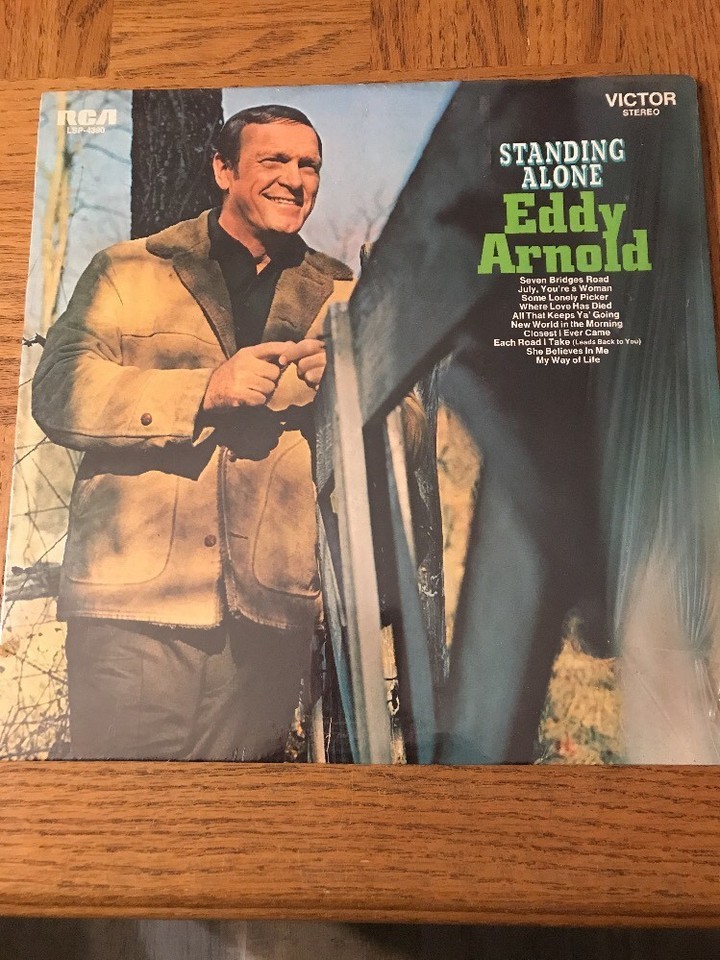 RCA
VICTOR
STEREO
STANDING
ALONE
Eddy
Arnold
Seven Bridges Road
July, You're a Woman
Some Lonely Picker
Where Love Has Died
All That Keeps Ya' Going
New World in the Morning
Closest I Ever Came
Each Road I Take (Leads Back to You)
She Believes In Me
My Way of Life